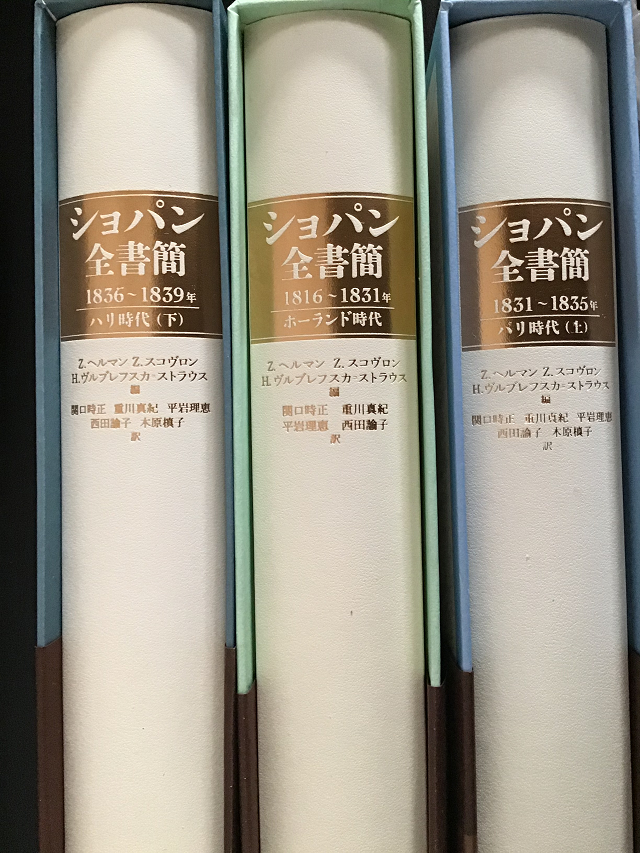 ショパン
全書簡
1836～1839年
パリ時代（下）
Z.ヘルマン Z.スコヴロン
H.ヴルブレフスカ=ストラウス
編
関口時正 重川真紀 平岩理恵
西田諭子 木原槙子
訳
ショパン
全書簡
1816～1831年
ポーランド時代
Z.ヘルマン Z.スコヴロン
H.ヴルブレフスカ=ストラウス
編
関口時正 重川真紀
平岩理恵 西田諭子
訳
ショパン
全書簡
1831～1835年
パリ時代（上）
Z.ヘルマン Z.スコヴロン
H.ヴルブレフスカ=ストラウス
編
関口時正 重川真紀 平岩理恵
西田諭子 木原槙子
訳